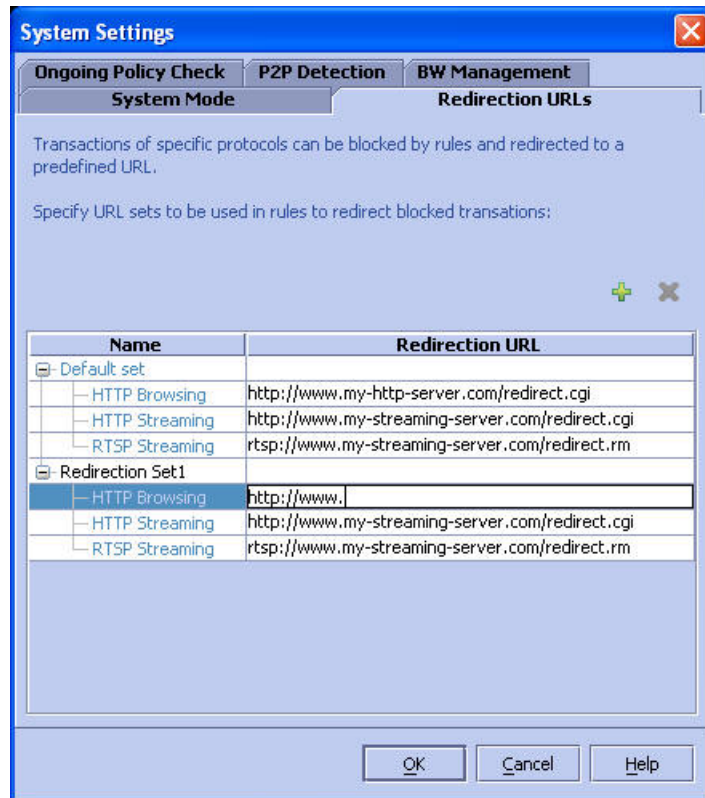 System Settings
Ongoing Policy Check P2P Detection BW Management
System Mode Redirection URLs
Transactions of specific protocols can be blocked by rules and redirected to a
predefined URL.
Specify URL sets to be used in rules to redirect blocked transations:
Name Redirection URL
Default set
HTTP Browsing http://www.my-http-server.com/redirect.cgi
HTTP Streaming http://www.my-streaming-server.com/redirect.cgi
RTSP Streaming rtsp://www.my-streaming-server.com/redirect.rm
Redirection Set1
HTTP Browsing http://www.
HTTP Streaming http://www.my-streaming-server.com/redirect.cgi
RTSP Streaming rtsp://www.my-streaming-server.com/redirect.rm
OK Cancel Help